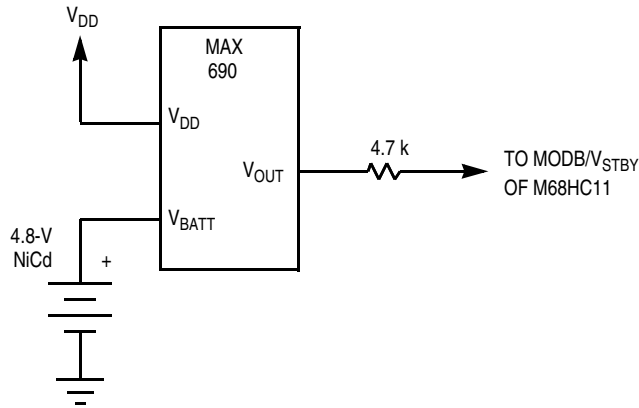 VDD
MAX
690
VDD
4.7 k
VOUT
TO MODB/VSTBY
OF M68HC11
VBATT
4.8-V
NiCd
+